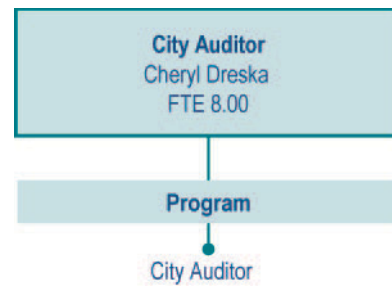 City Auditor
Cheryl Dreska
FTE 8.00
Program
City Auditor